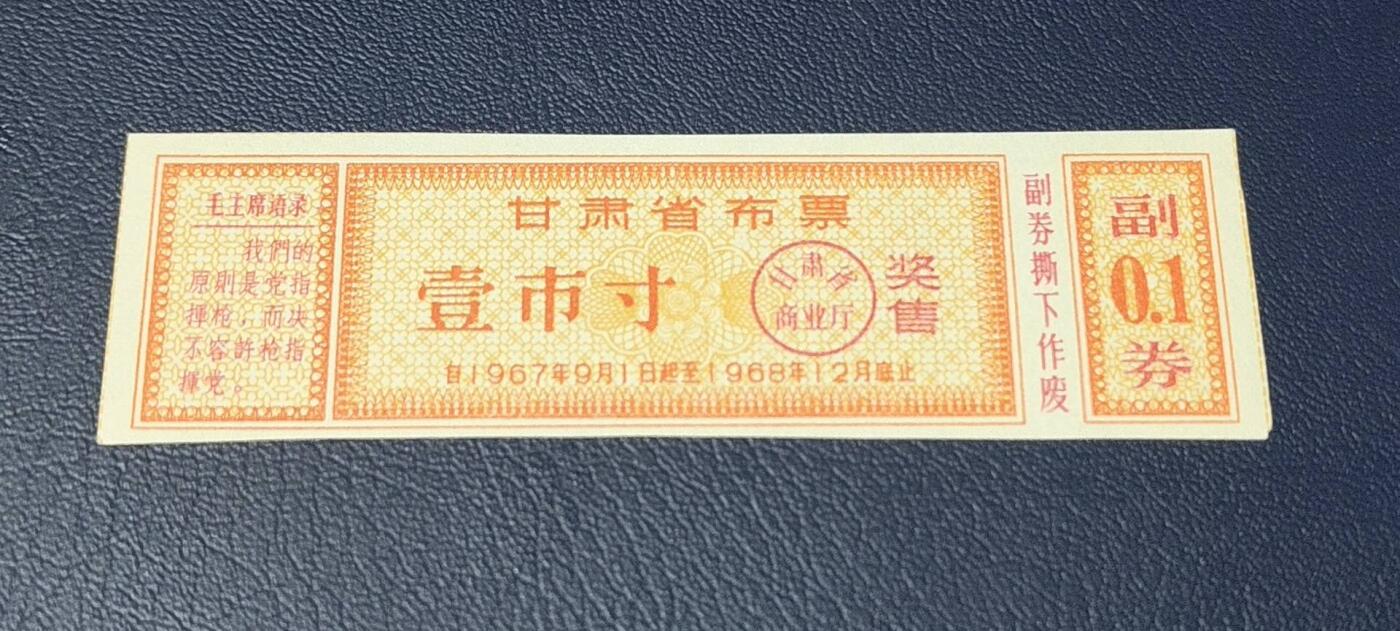 毛主席语录
我們的
原則是党指
揮枪，而决
不容許枪指
揮党。
甘肃省布票
壹市寸
甘肃省
商业厅
奖售
自1967年9月1日起至1968年12月底止
副券撕下作废
副
0.1
券